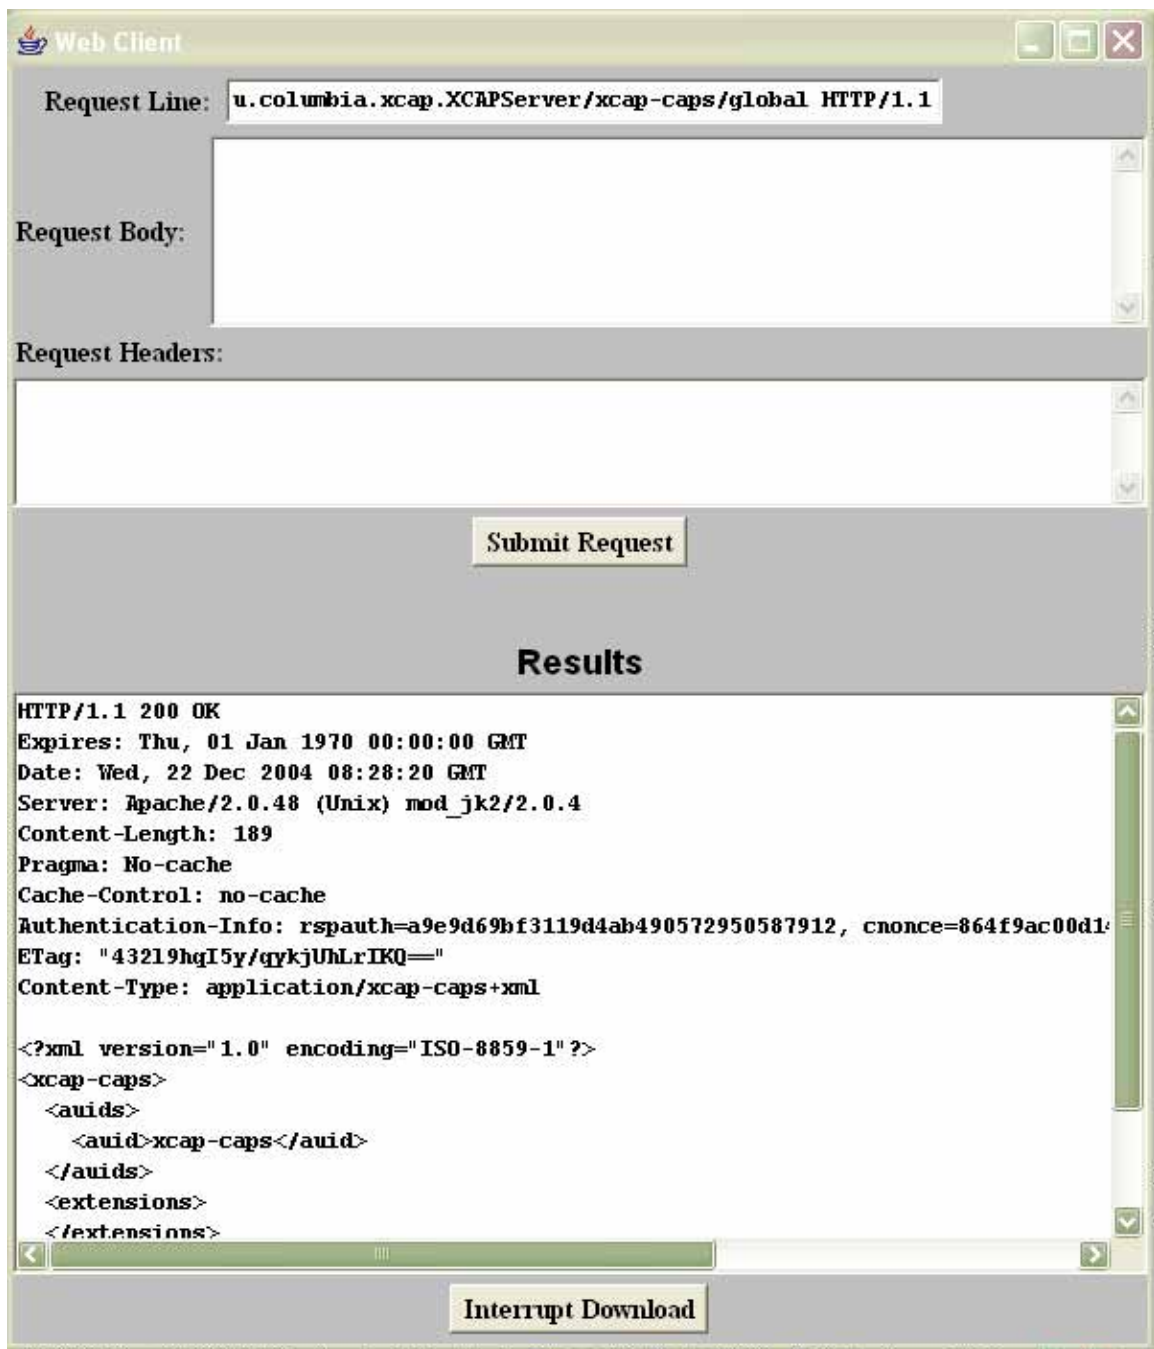 Web Client
Request Line: u.columbia.xcap.XCAPServer/xcap-caps/global HTTP/1.1
Request Body:
Request Headers:
Submit Request
Results
HTTP/1.1 200 OK
Expires: Thu, 01 Jan 1970 00:00:00 GMT
Date: Wed, 22 Dec 2004 08:28:20 GMT
Server: Apache/2.0.48 (Unix) mod_jk2/2.0.4
Content-Length: 189
Pragma: No-cache
Cache-Control: no-cache
Authentication-Info: rspauth=a9e9d69bf3119d4ab490572950587912, cnonce=864f9ac00d14
ETag: "432l9hqI5y/qykjUhLrIKQ=="
Content-Type: application/xcap-caps+xml
<?xml version="1.0" encoding="ISO-8859-1"?>
<xcap-caps>
<auids>
<auid>xcap-caps</auid>
</auids>
<extensions>
</extensions>
Interrupt Download